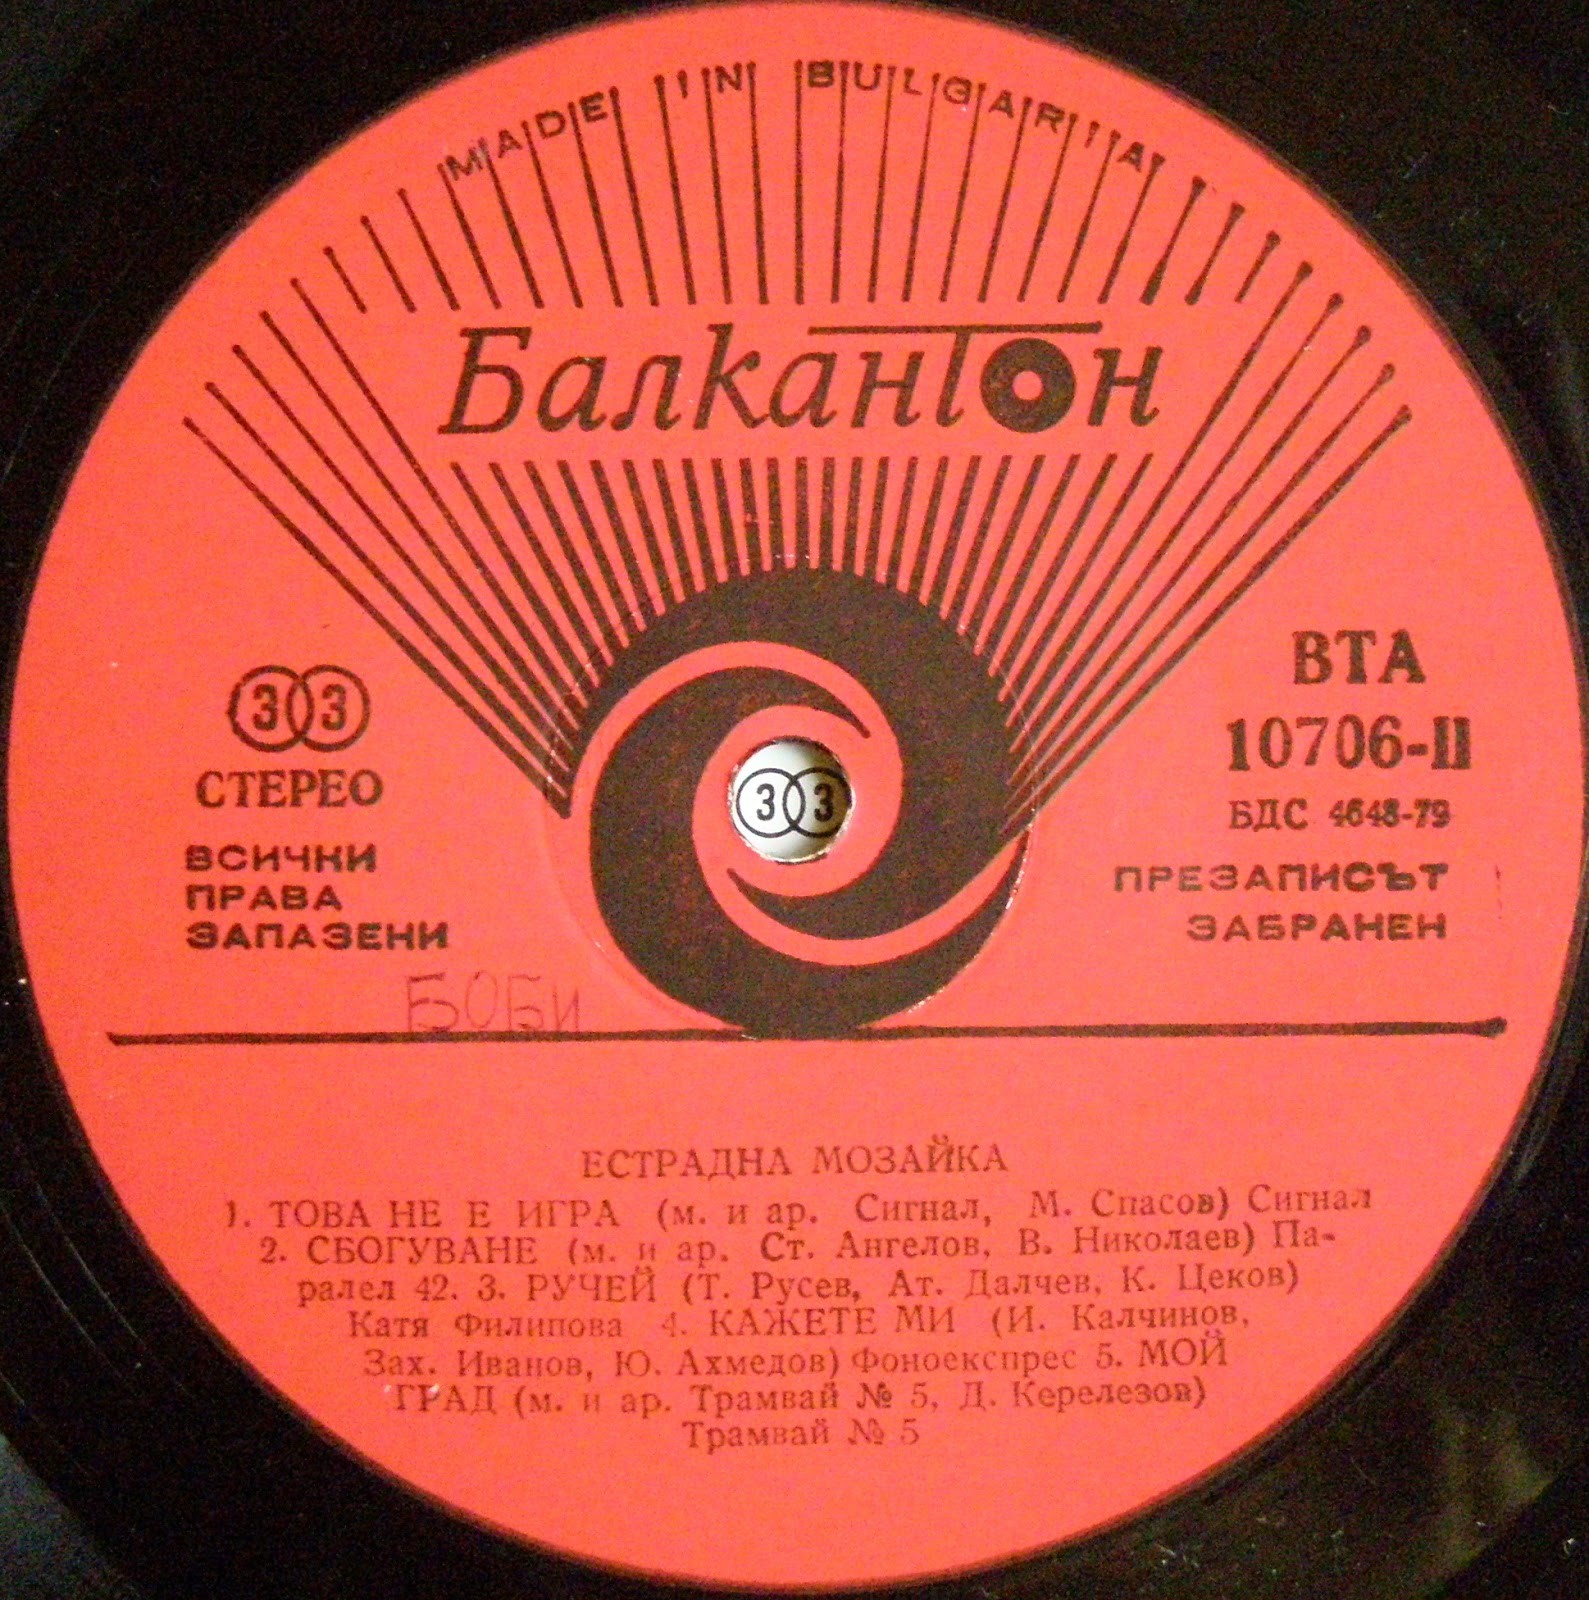 MADE IN BULGARIA
Балкантон
33
СТЕРЕО
ВСИЧКИ
ПРАВА
ЗАПАЗЕНИ
33
ВТА
10706-II
БДС 4648-79
ПРЕЗАПИСЪТ
ЗАБРАНЕН
БОБИ
ЕСТРАДНА МОЗАЙКА
1. ТОВА НЕ Е ИГРА (м. и ар. Сигнал, М. Спасов) Сигнал
2. СБОГУВАНЕ (м. и ар. Ст. Ангелов, В. Николаев) Па-
ралел 42. 3. РУЧЕЙ (Т. Русев, Ат. Далчев, К. Цеков)
Катя Филипова 4. КАЖЕТЕ МИ (И. Калчинов,
Зах. Иванов, Ю. Ахмедов) Фоноекспрес 5. МОЙ
ГРАД (м. и ар. Трамвай № 5, Д. Керелезов)
Трамвай № 5